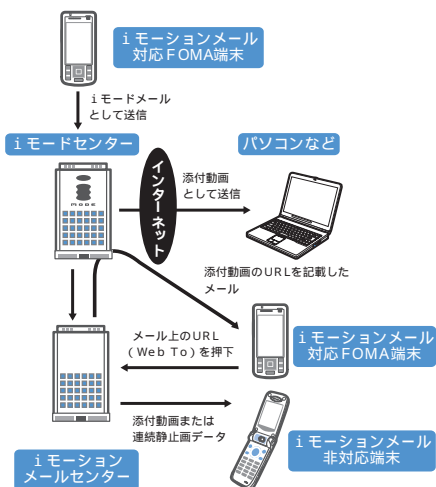 ｉモーションメール
対応ＦＯＭＡ端末
ｉモードメール
として送信
ｉモードセンター
パソコンなど
インターネット
添付動画
として送信
MODE
添付動画のＵＲＬを記載した
メール
メール上のＵＲＬ
（Ｗｅｂ Ｔｏ）を押下
ｉモーションメール
対応ＦＯＭＡ端末
添付動画または
連続静止画データ
ｉモーション
メールセンター
ｉモーションメール
非対応端末